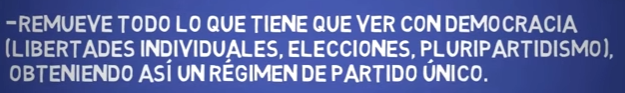 -REMUEVE TODO LO QUE TIENE QUE VER CON DEMOCRACIA
(LIBERTADES INDIVIDUALES, ELECCIONES, PLURIPARTIDISMO),
OBTENIENDO ASÍ UN RÉGIMEN DE PARTIDO ÚNICO.